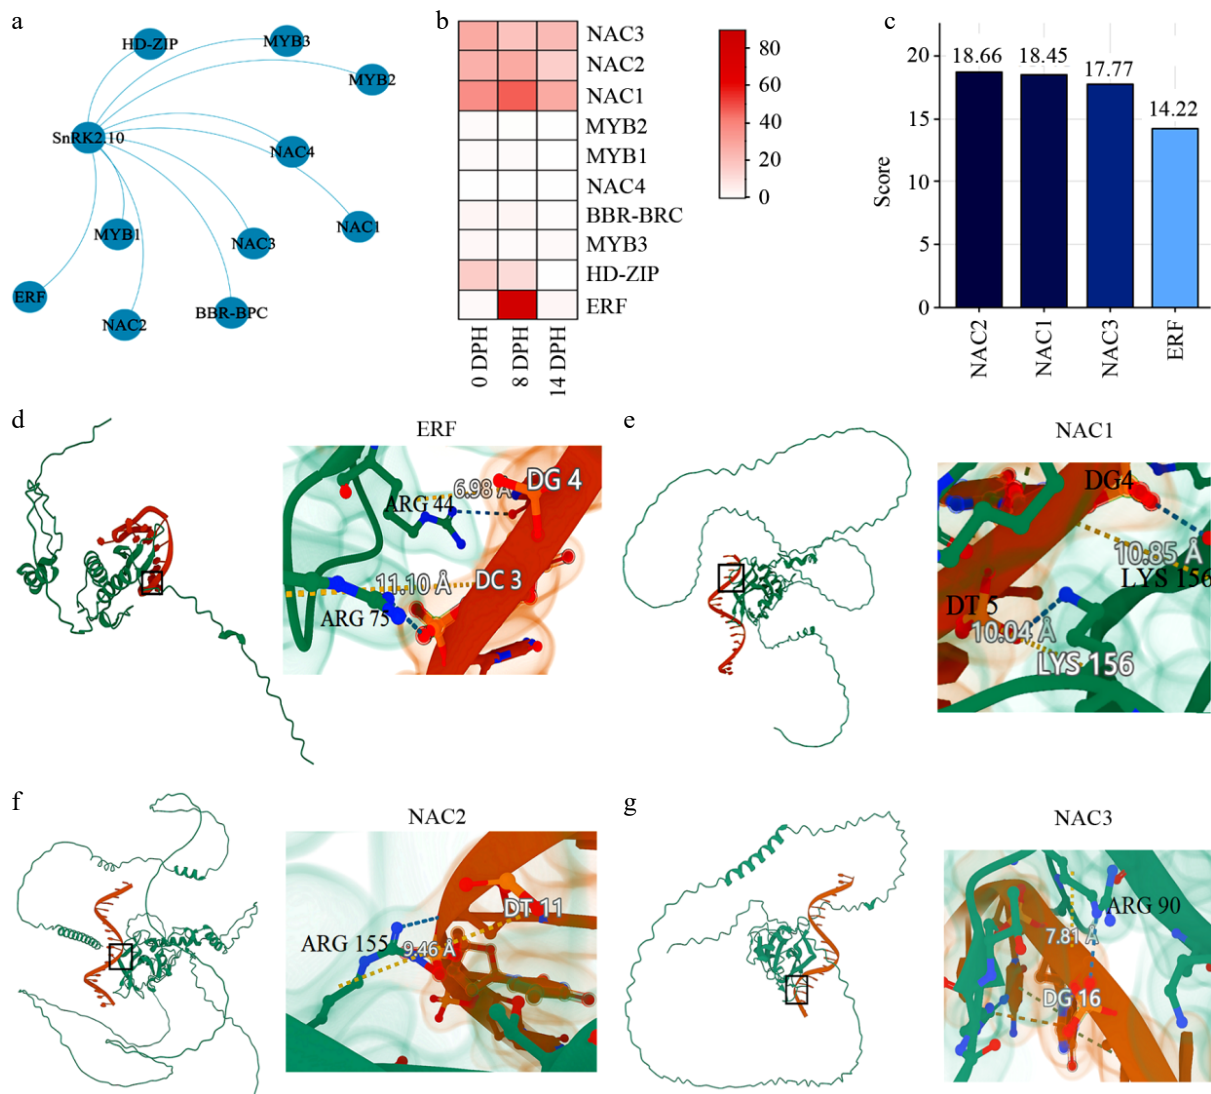 a
HD-ZIP
MYB3
MYB2
SnRK2.10
NAC4
NAC1
MYB1
NAC3
ERF
NAC2
BBR-BPC
b
NAC3
NAC2
NAC1
MYB2
MYB1
NAC4
BBR-BRC
MYB3
HD-ZIP
ERF
0 DPH
8 DPH
14 DPH
80
60
40
20
0
c
Score
20
15
10
5
0
18.66
18.45
17.77
14.22
NAC2
NAC1
NAC3
ERF
d
ERF
ARG 44
6.98 Å
DG 4
11.10 Å
DC 3
ARG 75
e
NAC1
DG4
10.85 Å
LYS 156
DT 5
10.04 Å
LYS 156
f
NAC2
DT 11
ARG 155
9.46 Å
g
NAC3
ARG 90
7.81 Å
DG 16